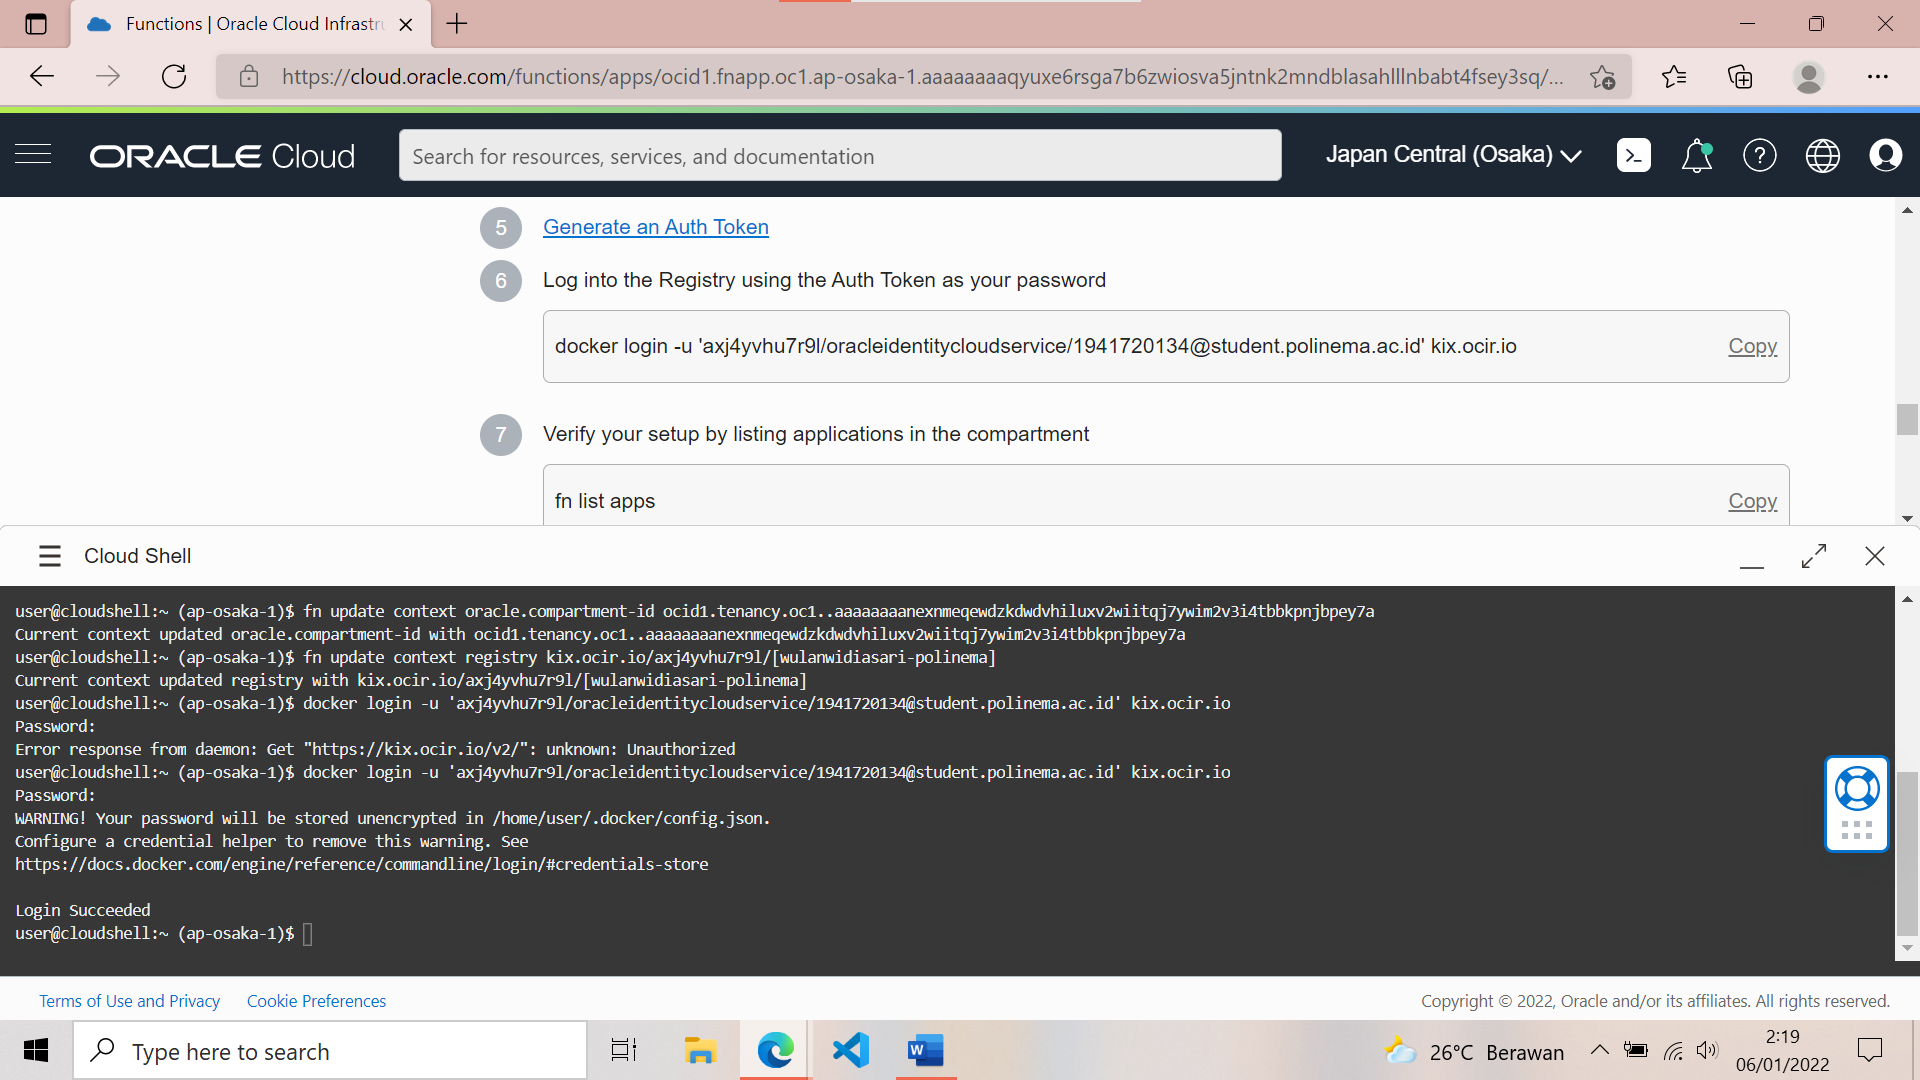 Functions | Oracle Cloud Infrastru
https://cloud.oracle.com/functions/apps/ocid1.fnapp.oc1.ap-osaka-1.aaaaaaaaqyuxe6rsga7b6zwiosva5jntnk2mndblasahlllnbabt4fsey3sq/...
ORACLE Cloud
Search for resources, services, and documentation
Japan Central (Osaka)
5 Generate an Auth Token
6 Log into the Registry using the Auth Token as your password
docker login -u 'axj4yvhu7r9l/oracleidentitycloudservice/1941720134@student.polinema.ac.id' kix.ocir.io Copy
7 Verify your setup by listing applications in the compartment
fn list apps Copy
Cloud Shell
user@cloudshell:~ (ap-osaka-1)$ fn update context oracle.compartment-id ocid1.tenancy.oc1..aaaaaaaanexnmeqewdzkdwdvhiluxv2wiitqj7ywim2v3i4tbbkpnjbpey7a
Current context updated oracle.compartment-id with ocid1.tenancy.oc1..aaaaaaaanexnmeqewdzkdwdvhiluxv2wiitqj7ywim2v3i4tbbkpnjbpey7a
user@cloudshell:~ (ap-osaka-1)$ fn update context registry kix.ocir.io/axj4yvhu7r9l/[wulanwidiasari-polinema]
Current context updated registry with kix.ocir.io/axj4yvhu7r9l/[wulanwidiasari-polinema]
user@cloudshell:~ (ap-osaka-1)$ docker login -u 'axj4yvhu7r9l/oracleidentitycloudservice/1941720134@student.polinema.ac.id' kix.ocir.io
Password:
Error response from daemon: Get "https://kix.ocir.io/v2/": unknown: Unauthorized
user@cloudshell:~ (ap-osaka-1)$ docker login -u 'axj4yvhu7r9l/oracleidentitycloudservice/1941720134@student.polinema.ac.id' kix.ocir.io
Password:
WARNING! Your password will be stored unencrypted in /home/user/.docker/config.json.
Configure a credential helper to remove this warning. See
https://docs.docker.com/engine/reference/commandline/login/#credentials-store
Login Succeeded
user@cloudshell:~ (ap-osaka-1)$
Terms of Use and Privacy Cookie Preferences Copyright © 2022, Oracle and/or its affiliates. All rights reserved.
Type here to search
26°C Berawan
2:19
06/01/2022